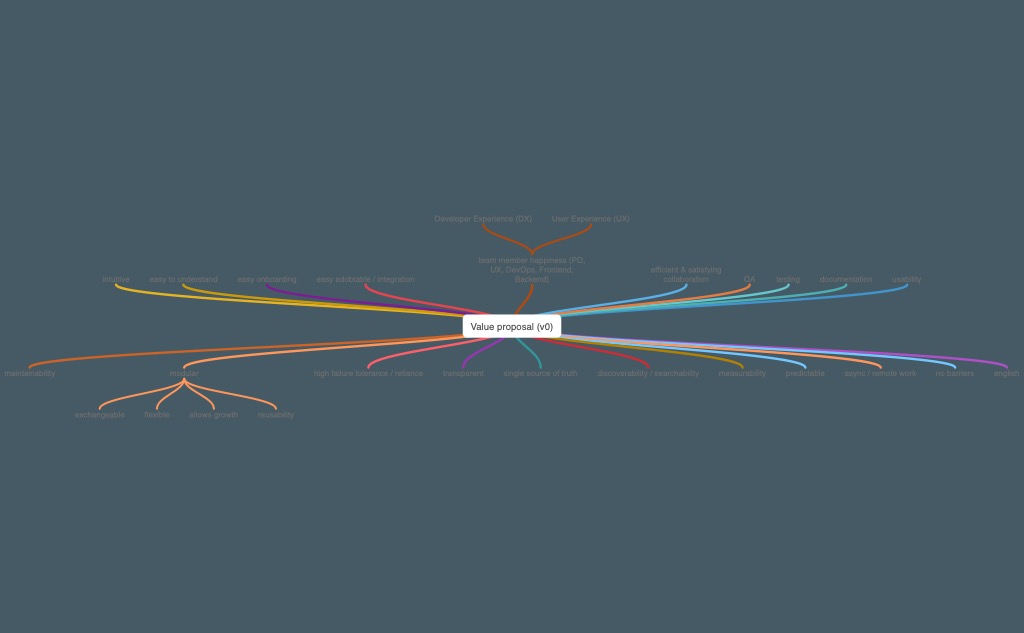 Developer Experience (DX)
User Experience (UX)
team member happiness (PO,
UX, DevOps, Frontend,
Backend)
intuitive
easy to understand
easy onboarding
easy adobtable / integration
efficient & satisfying
collaboration
QA
testing
documentation
usability
Value proposal (v0)
maintainability
modular
high failure tolerance / reliance
transparent
single source of truth
discoverability / searchability
measurability
predictable
async / remote work
no barriers
english
exchangeable
flexible
allows growth
reusability